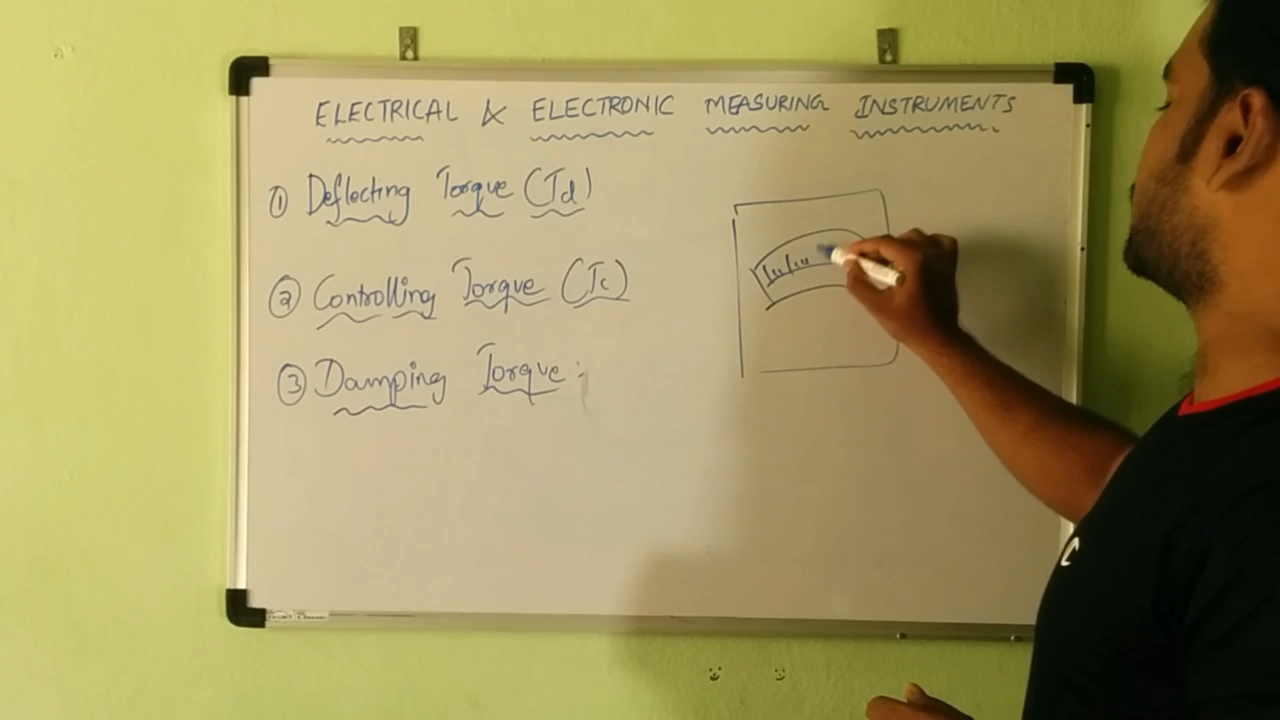 ELECTRICAL & ELECTRONIC MEASURING INSTRUMENTS
① Deflecting Torque (Td)
② Controlling Torque (Tc)
③ Damping Torque: